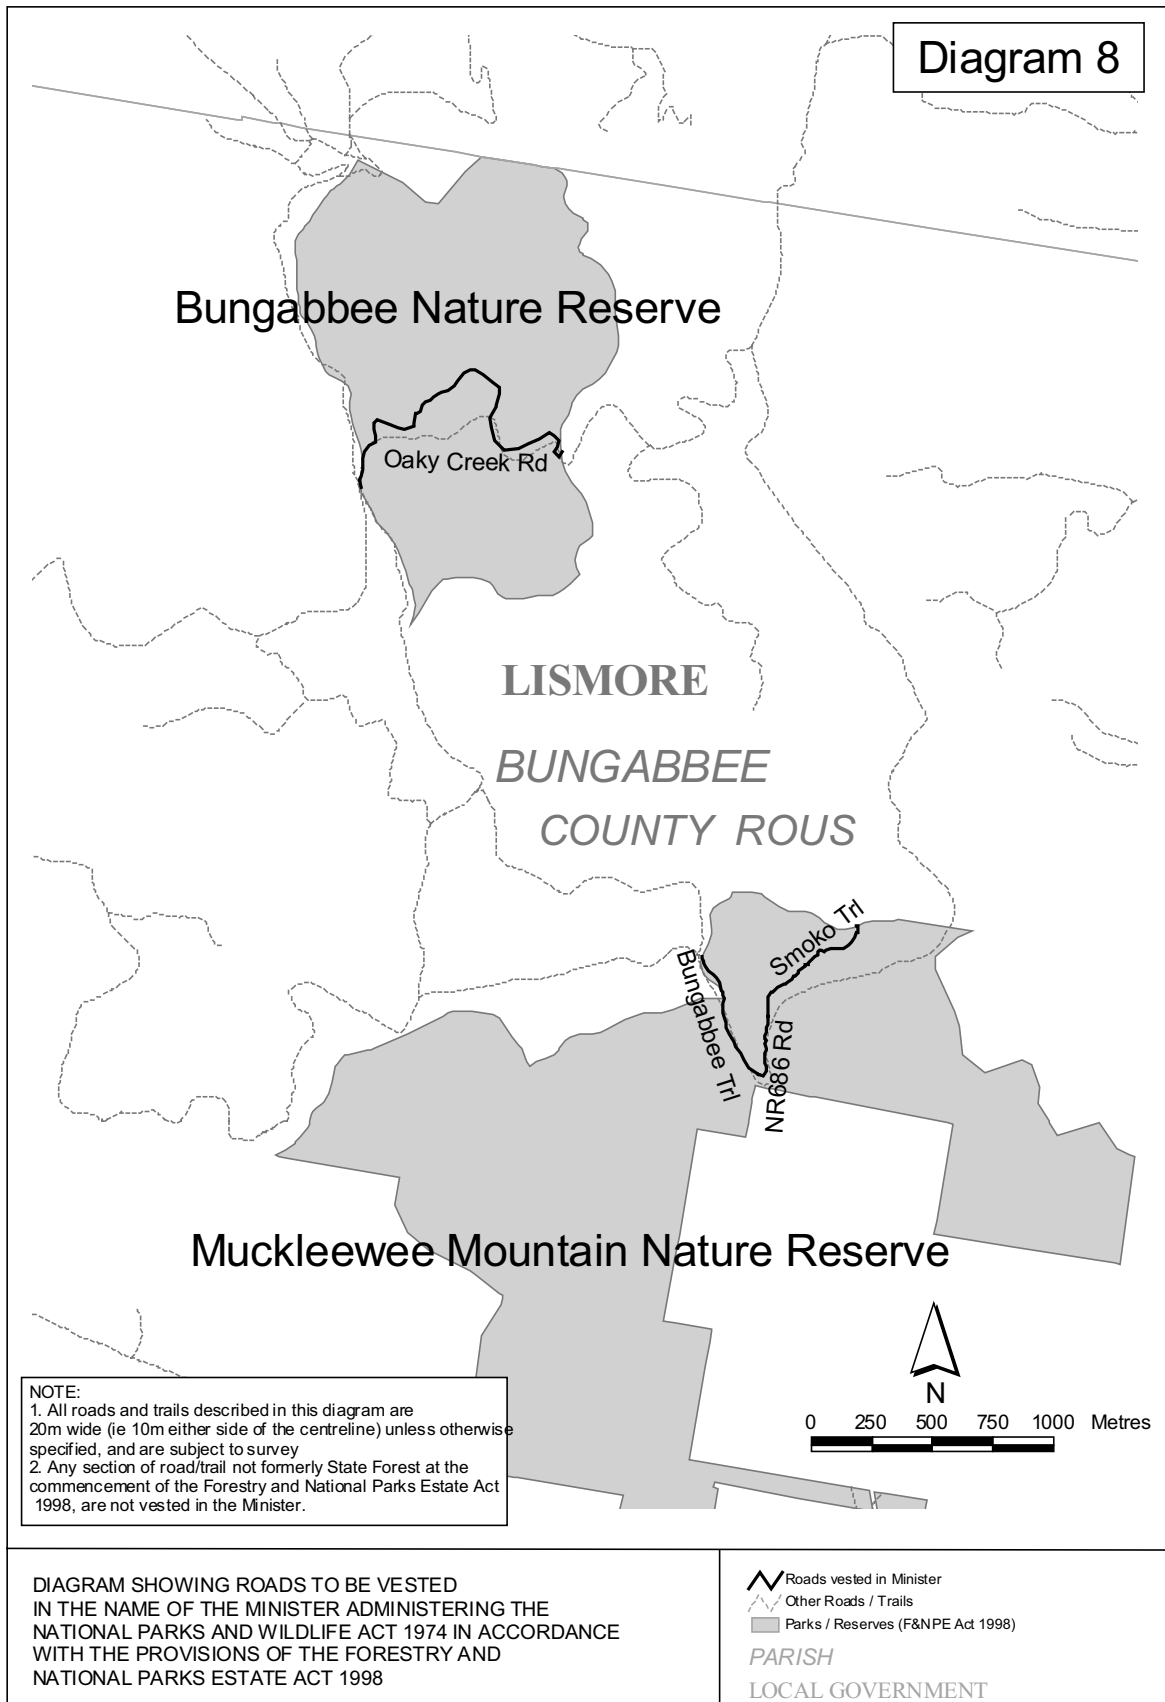 Diagram 8
Bungabbee Nature Reserve
Oaky Creek Rd
LISMORE
BUNGABBEE
COUNTY ROUS
Smoko Trl
Bungabbee Trl
NR686 Rd
Muckleewee Mountain Nature Reserve
N
0 250 500 750 1000 Metres
NOTE:
1. All roads and trails described in this diagram are
20m wide (ie 10m either side of the centreline) unless otherwise
specified, and are subject to survey
2. Any section of road/trail not formerly State Forest at the
commencement of the Forestry and National Parks Estate Act
1998, are not vested in the Minister.
DIAGRAM SHOWING ROADS TO BE VESTED
IN THE NAME OF THE MINISTER ADMINISTERING THE
NATIONAL PARKS AND WILDLIFE ACT 1974 IN ACCORDANCE
WITH THE PROVISIONS OF THE FORESTRY AND
NATIONAL PARKS ESTATE ACT 1998
Roads vested in Minister
Other Roads / Trails
Parks / Reserves (F&NPE Act 1998)
PARISH
LOCAL GOVERNMENT